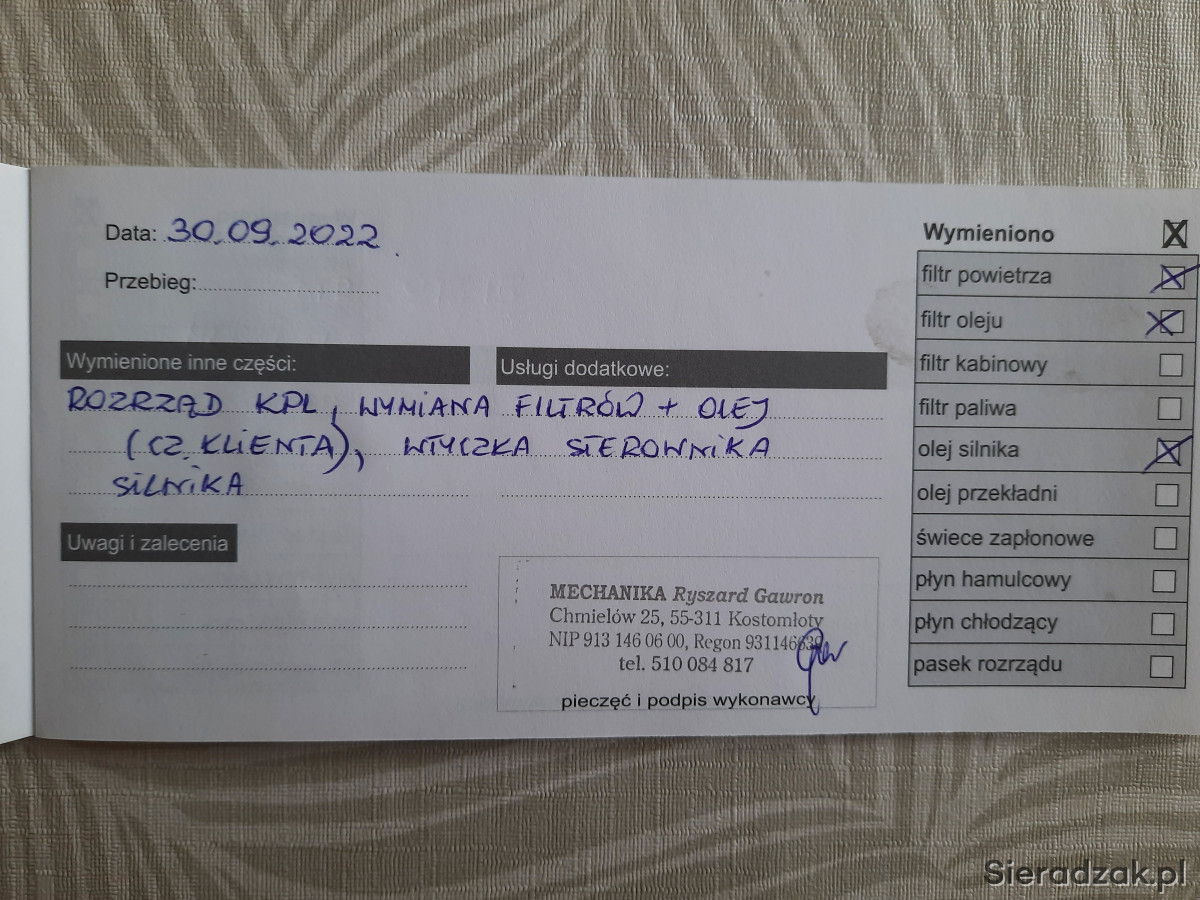 Data: 30.09.2022
Przebieg:
Wymienione inne części:
Usługi dodatkowe:
ROZRZĄD KPL, WYMIANA FILTRÓW + OLEJ
(CZ. KLIENTA), WTYCZKA STEROWNIKA
SILNIKA
Uwagi i zalecenia
MECHANIKA Ryszard Gawron
Chmielów 25, 55-311 Kostomłoty
NIP 913 146 06 00, Regon 931146639
tel. 510 084 817
pieczęć i podpis wykonawcy
Wymieniono
filtr powietrza
filtr oleju
filtr kabinowy
filtr paliwa
olej silnika
olej przekładni
świece zapłonowe
płyn hamulcowy
płyn chłodzący
pasek rozrządu
Sieradzak.pl